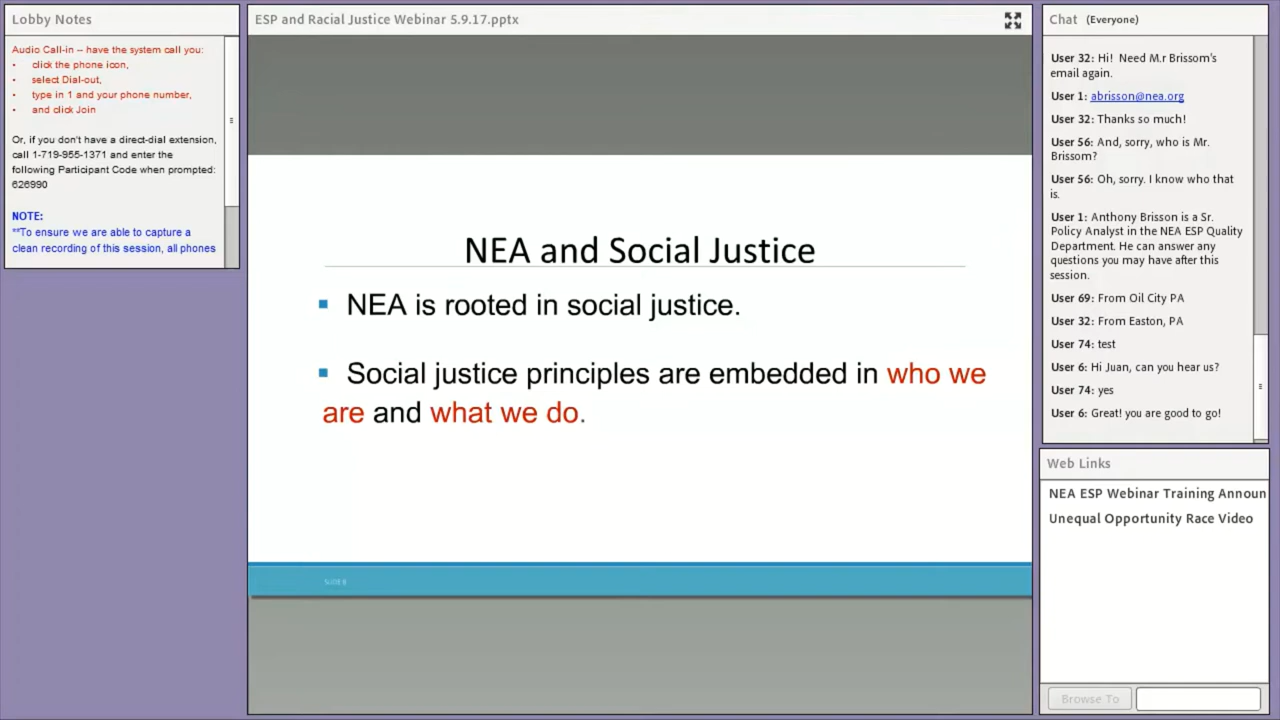 Lobby Notes
Audio Call-in -- have the system call you:
• click the phone icon,
• select Dial-out,
• type in 1 and your phone number,
• and click Join
Or, if you don't have a direct-dial extension,
call 1-719-955-1371 and enter the
following Participant Code when prompted:
626990
NOTE:
**To ensure we are able to capture a
clean recording of this session, all phones
ESP and Racial Justice Webinar 5.9.17.pptx
NEA and Social Justice
▪ NEA is rooted in social justice.
▪ Social justice principles are embedded in who we
are and what we do.
SLIDE 8
Chat (Everyone)
User 32: Hi! Need M.r Brissom's
email again.
User 1: abrisson@nea.org
User 32: Thanks so much!
User 56: And, sorry, who is Mr.
Brissom?
User 56: Oh, sorry. I know who that
is.
User 1: Anthony Brisson is a Sr.
Policy Analyst in the NEA ESP Quality
Department. He can answer any
questions you may have after this
session.
User 69: From Oil City PA
User 32: From Easton, PA
User 74: test
User 6: Hi Juan, can you hear us?
User 74: yes
User 6: Great! you are good to go!
Web Links
NEA ESP Webinar Training Announ
Unequal Opportunity Race Video
Browse To